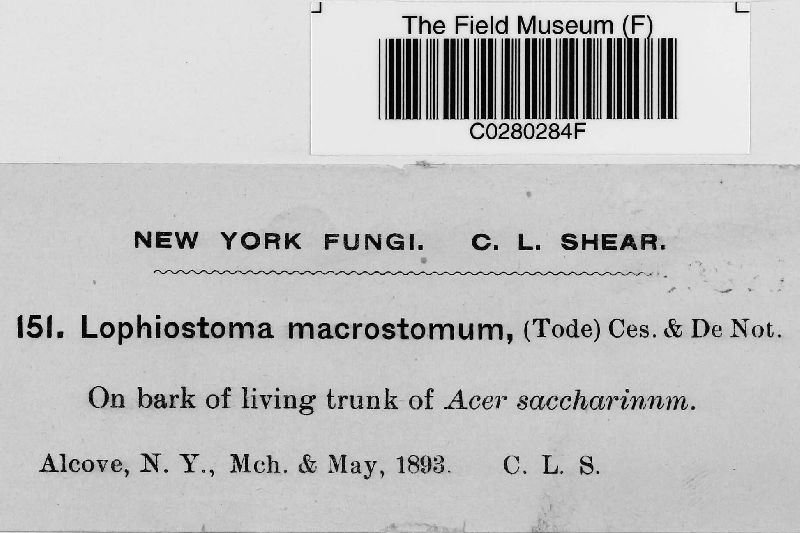 The Field Museum (F)
C0280284F
NEW YORK FUNGI. C. L. SHEAR.
151. Lophiostoma macrostomum, (Tode) Ces. & De Not.
On bark of living trunk of Acer saccharinnm.
Alcove, N. Y., Mch. & May, 1893. C. L. S.